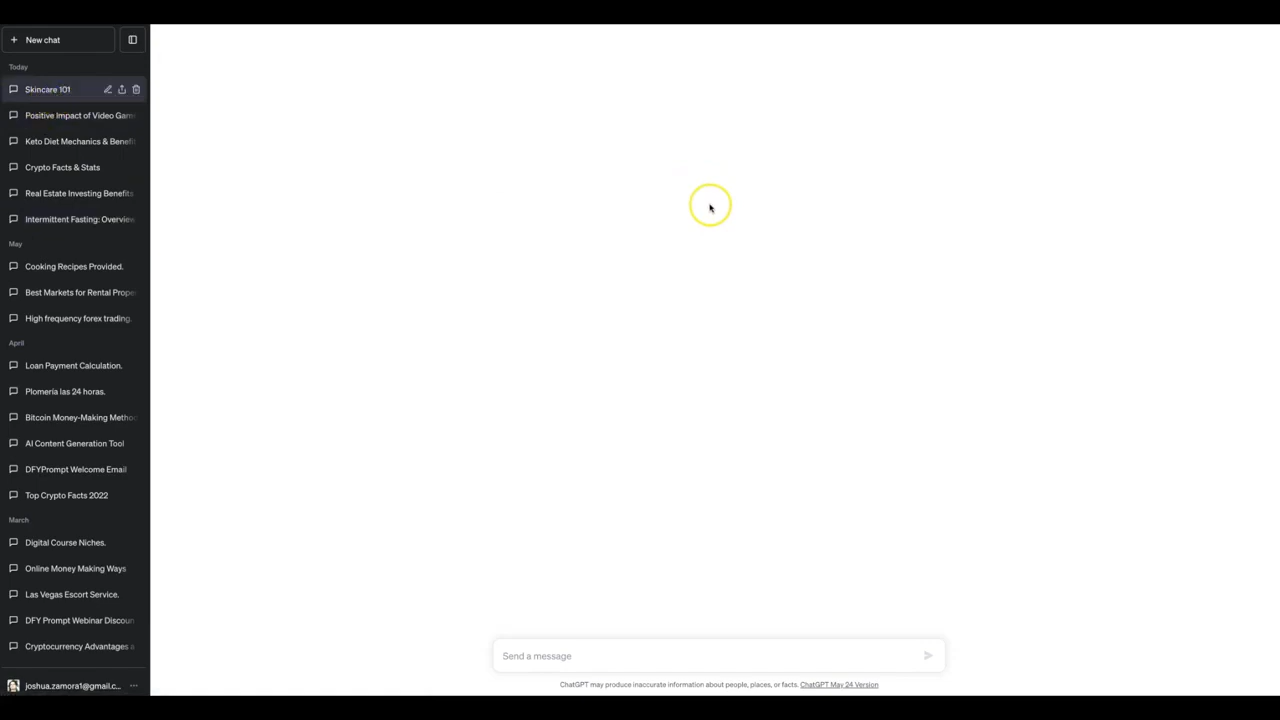 New chat
Today
Skincare 101
Positive Impact of Video Gam
Keto Diet Mechanics & Benefit
Crypto Facts & Stats
Real Estate Investing Benefits
Intermittent Fasting: Overview
May
Cooking Recipes Provided.
Best Markets for Rental Prope
High frequency forex trading.
April
Loan Payment Calculation.
Plomería las 24 horas.
Bitcoin Money-Making Metho
AI Content Generation Tool
DFYPrompt Welcome Email
Top Crypto Facts 2022
March
Digital Course Niches.
Online Money Making Ways
Las Vegas Escort Service.
DFY Prompt Webinar Discoun
Cryptocurrency Advantages a
joshua.zamora1@gmail.c...
Send a message
ChatGPT may produce inaccurate information about people, places, or facts. ChatGPT May 24 Version